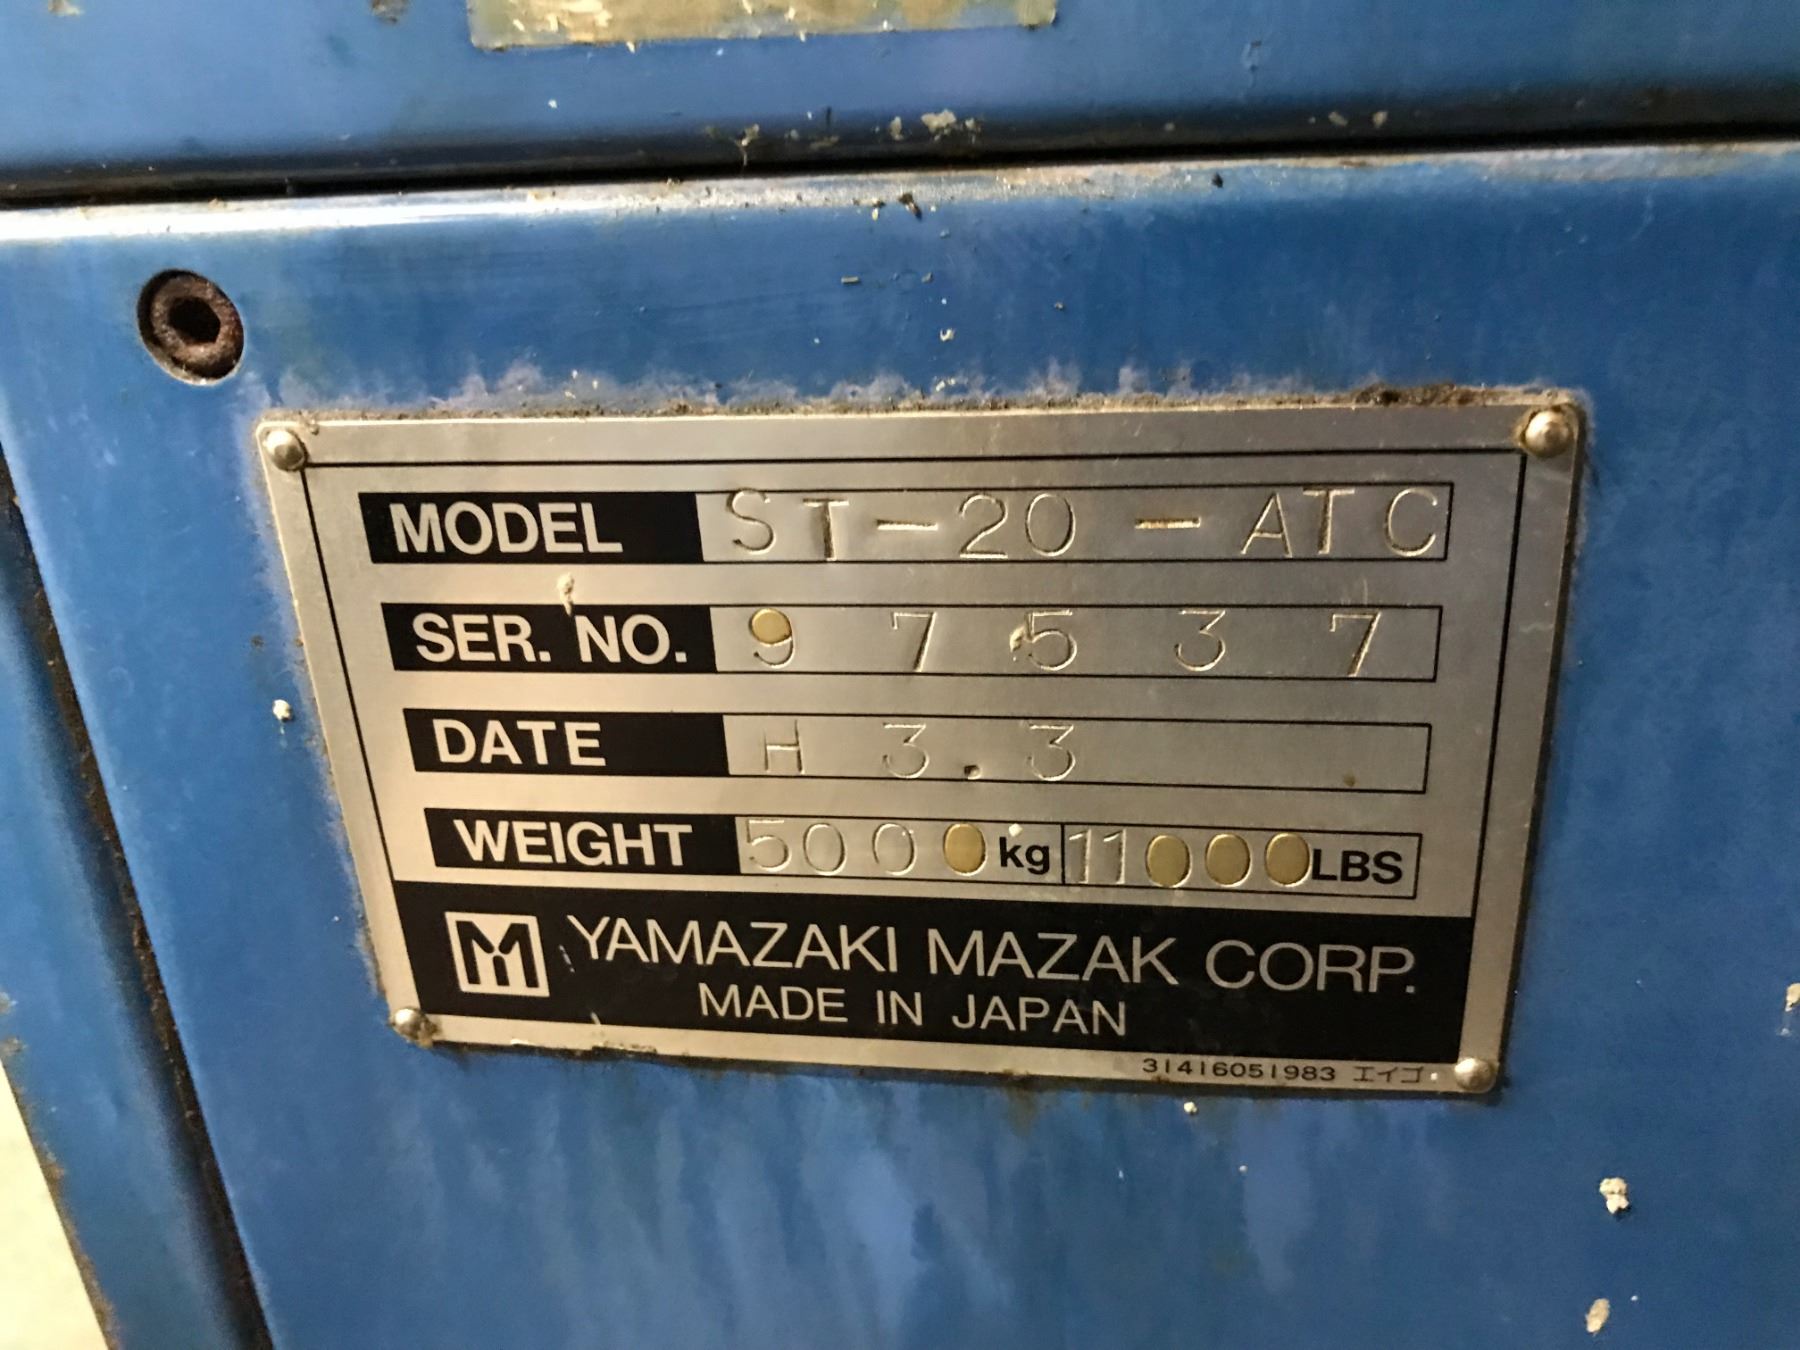 MODEL ST-20-ATC
SER. NO. 97537
DATE H 3.3
WEIGHT 5000 kg 11000 LBS
YAMAZAKI MAZAK CORP.
MADE IN JAPAN
31416051983 エイゴ